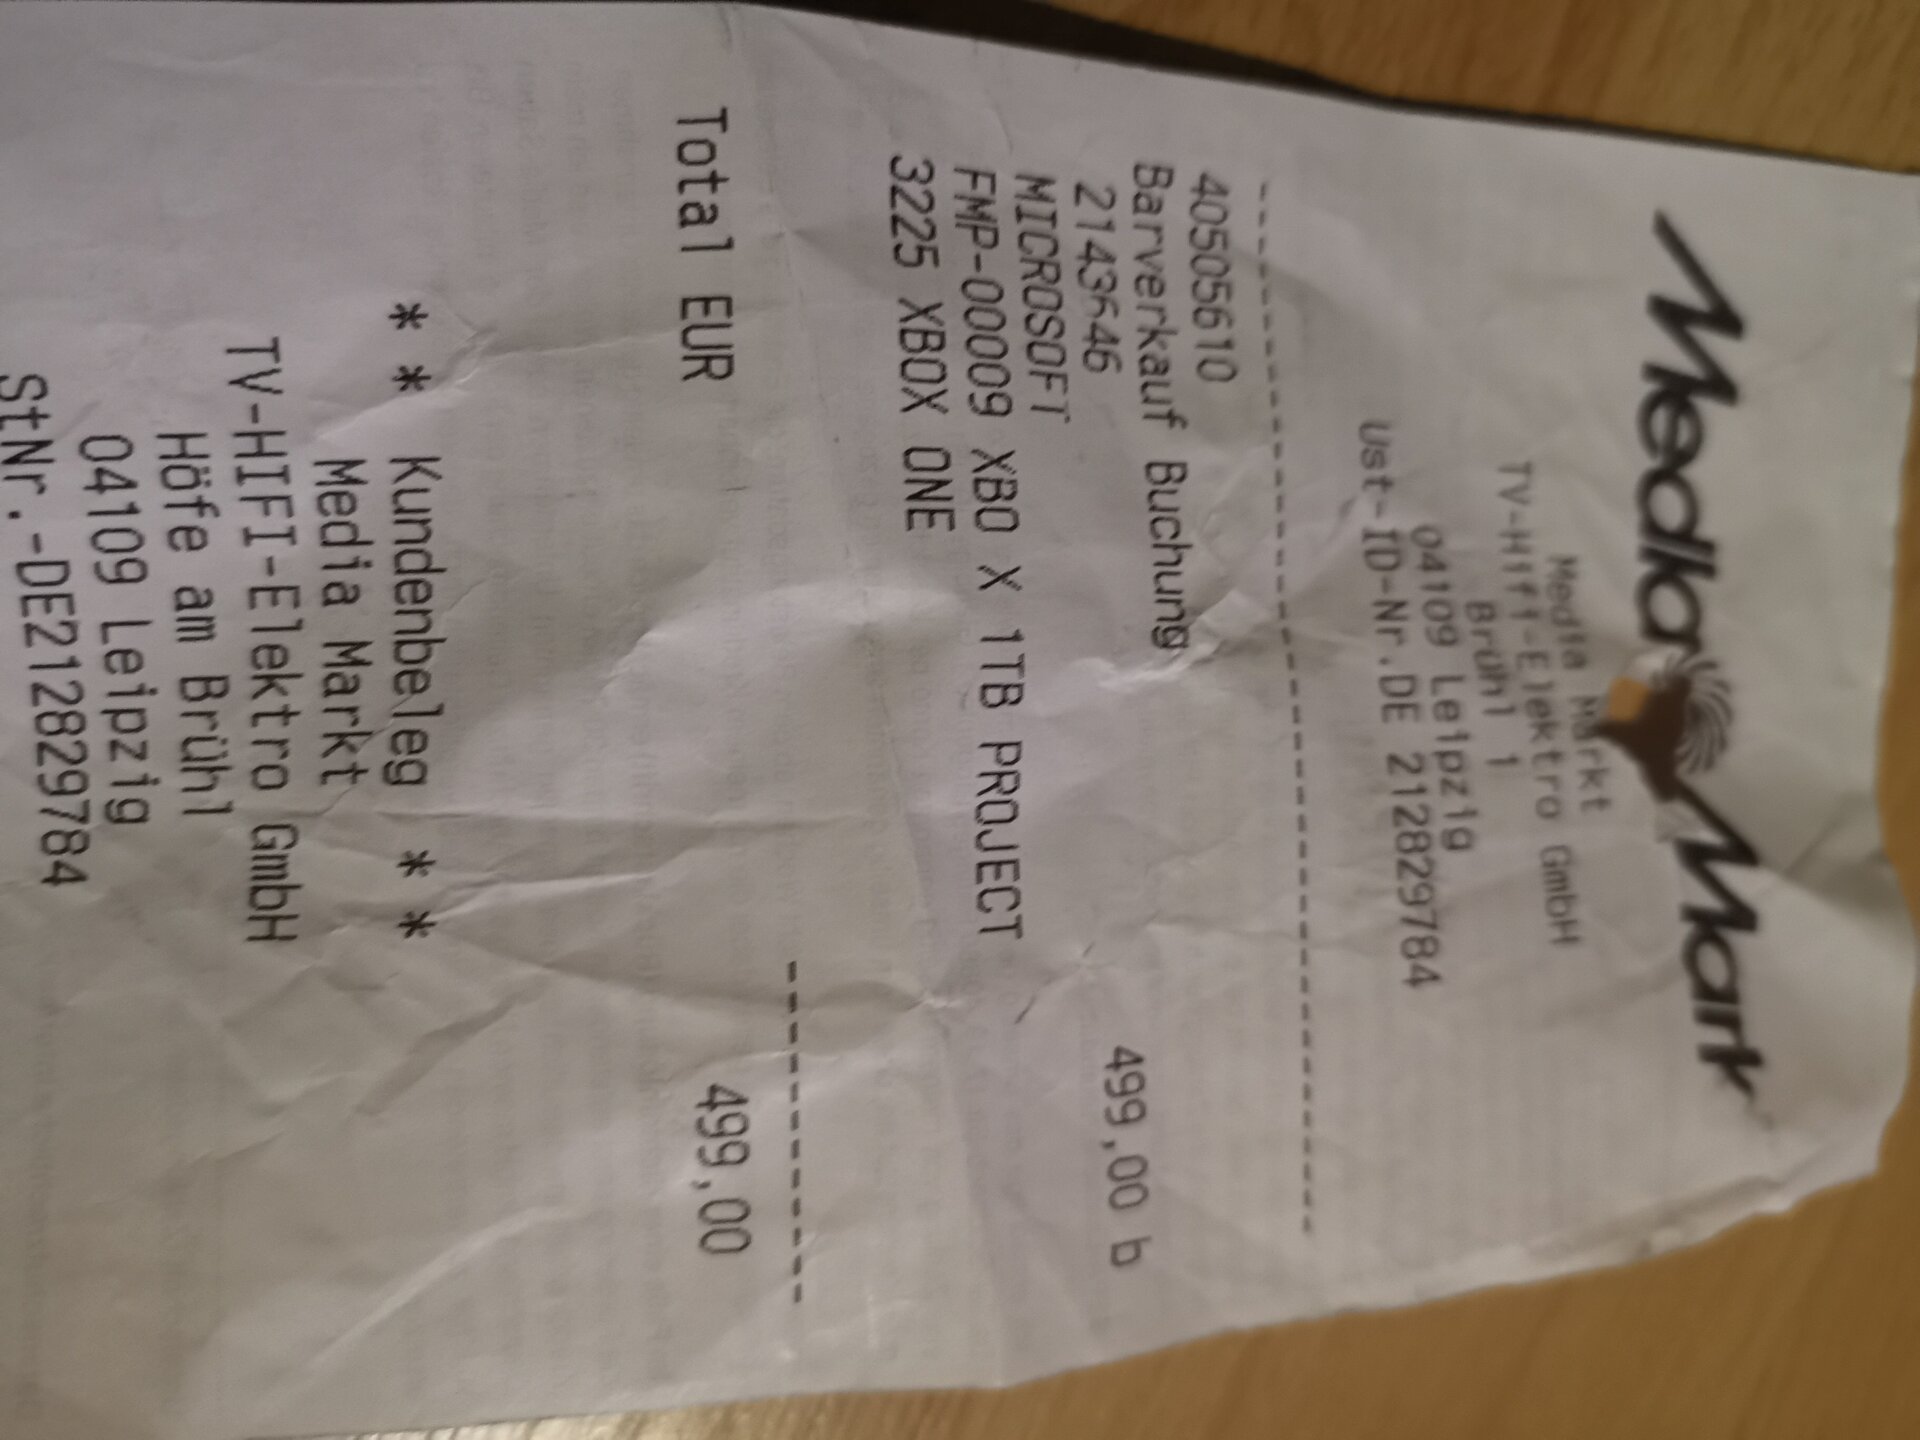 Media Markt
Media Markt
TV-Hifi-Elektro GmbH
Brühl 1
04109 Leipzig
Ust-ID-Nr.DE 212829784
40505610
Barverkauf Buchung
2143646 499,00 b
MICROSOFT
FMP-00009 XBO X 1TB PROJECT
3225 XBOX ONE
Total EUR 499,00
* * Kundenbeleg * *
Media Markt
TV-HIFI-Elektro GmbH
Höfe am Brühl
04109 Leipzig
StNr.-DE212829784